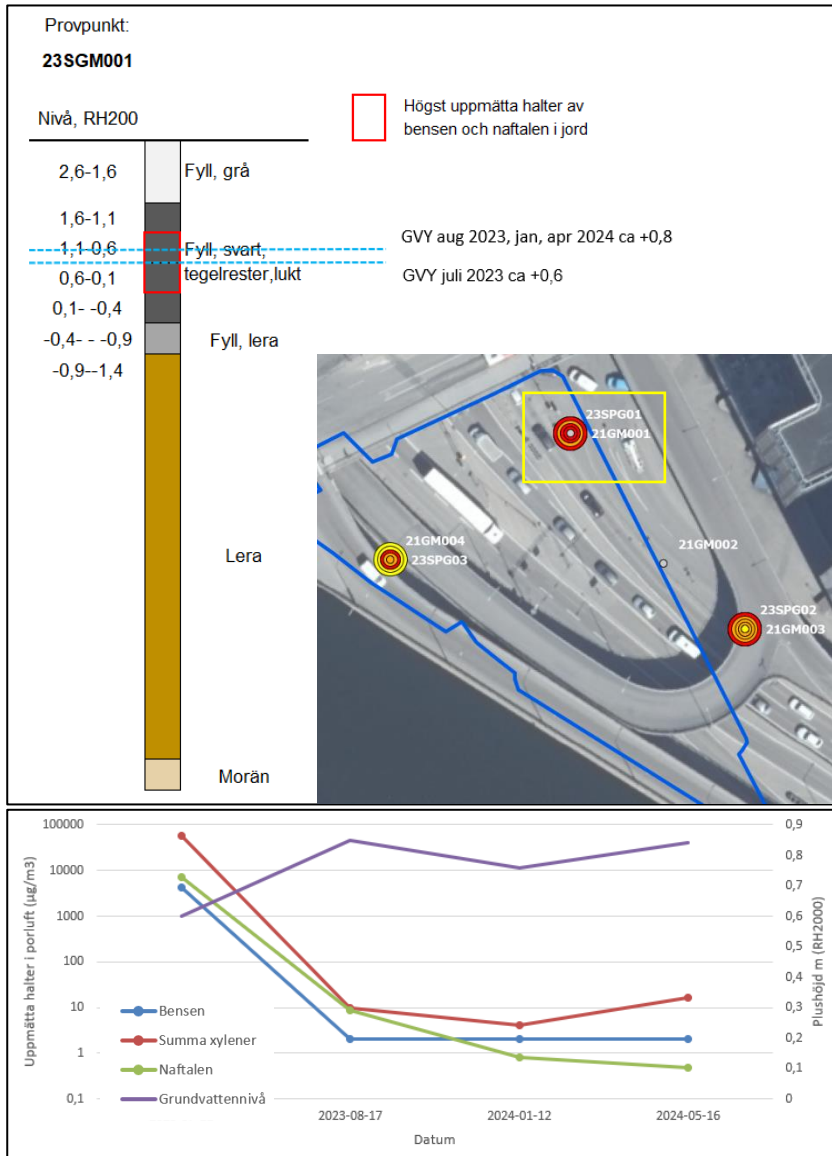 Provpunkt:
23SGM001
Nivå, RH200
Högst uppmätta halter av
bensen och naftalen i jord
2,6-1,6
Fyll, grå
1,6-1,1
1,1-0,6
Fyll, svart,
tegelrester,lukt
GVY aug 2023, jan, apr 2024 ca +0,8
0,6-0,1
GVY juli 2023 ca +0,6
0,1- -0,4
-0,4- - -0,9
Fyll, lera
-0,9--1,4
23SPG01
21GM001
21GM004
23SPG03
21GM002
23SPG02
21GM003
Lera
Morän
Uppmätta halter i porluft (µg/m3)
100000
10000
1000
100
10
1
0,1
Bensen
Summa xylener
Naftalen
Grundvattennivå
2023-08-17
2024-01-12
2024-05-16
Datum
0,9
0,8
0,7
0,6
0,5
0,4
0,3
0,2
0,1
0
Plushöjd m (RH2000)